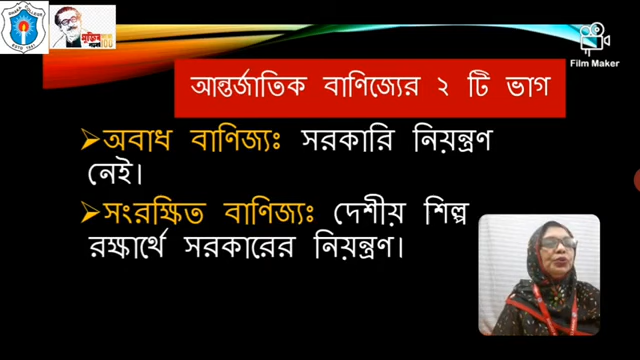 Film Maker
আন্তর্জাতিক বাণিজ্যের ২ টি ভাগ
➢অবাধ বাণিজ্যঃ সরকারি নিয়ন্ত্রণ
নেই।
➢সংরক্ষিত বাণিজ্যঃ দেশীয় শিল্প
রক্ষার্থে সরকারের নিয়ন্ত্রণ।